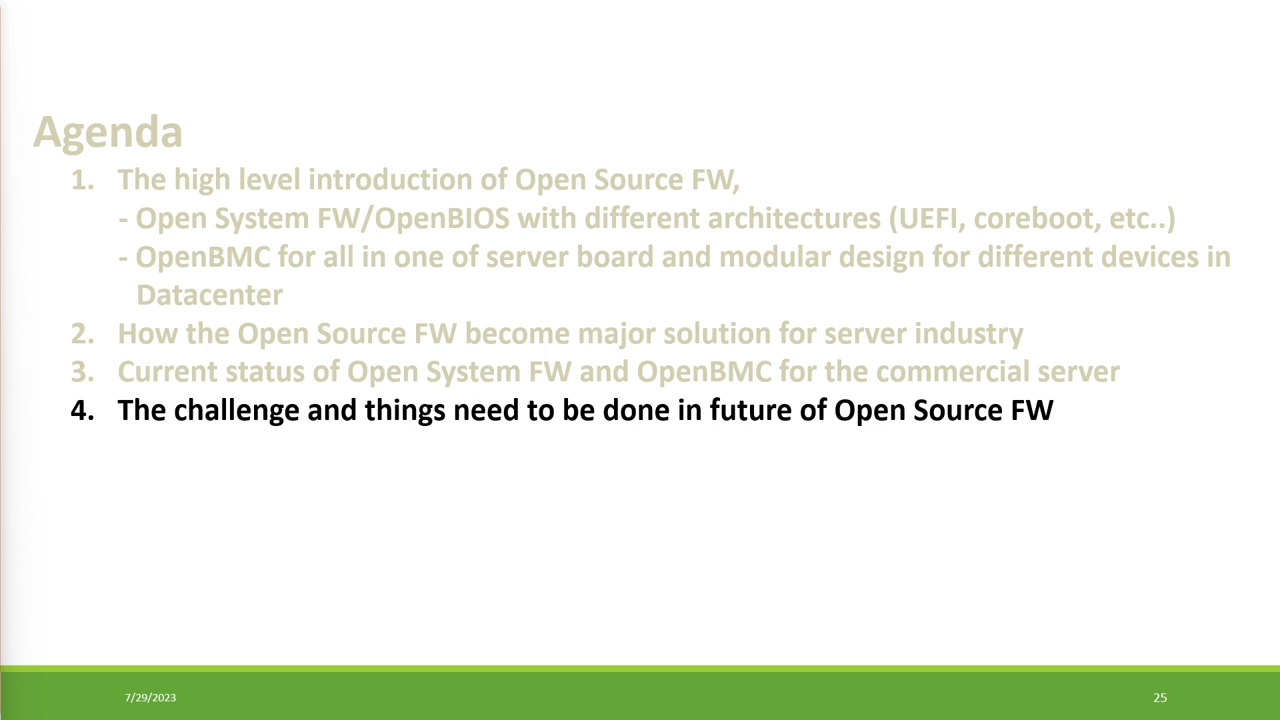 Agenda
1. The high level introduction of Open Source FW,
- Open System FW/OpenBIOS with different architectures (UEFI, coreboot, etc..)
- OpenBMC for all in one of server board and modular design for different devices in
Datacenter
2. How the Open Source FW become major solution for server industry
3. Current status of Open System FW and OpenBMC for the commercial server
4. The challenge and things need to be done in future of Open Source FW
7/29/2023
25